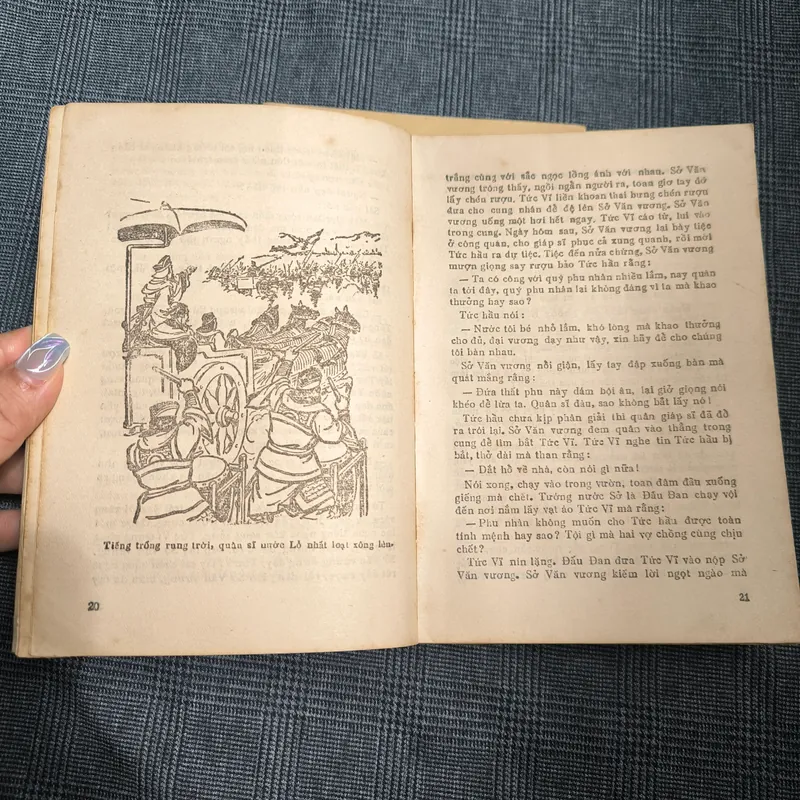 Tiếng trống rung trời, quân sĩ nước Lỗ nhất loạt xông lên.
20
trắng cùng với sắc ngọc lồng ánh với nhau. Sở Văn
vương trông thấy, ngồi ngẩn người ra, toan giơ tay đỡ
lấy chén rượu. Tức Vĩ liền khoan thai bưng chén rượu
đưa cho cung nhân để đệ lên Sở Văn vương. Sở Văn
vương uống một hơi hết ngay. Tức Vĩ cáo từ, lui vào
trong cung. Ngày hôm sau, Sở Văn vương lại bày tiệc
ở công quán, cho giáp sĩ phục cả xung quanh, rồi mời
Tức hầu ra dự tiệc. Tiệc đến nửa chừng, Sở Văn vương
mượn giọng say rượu bảo Tức hầu rằng:
— Ta có công với quý phu nhân nhiều lắm, nay quân
ta tới đây, quý phu nhân lại không đáng vì ta mà khao
thưởng hay sao?
Tức hầu nói:
— Nước tôi bé nhỏ lắm, khó lòng mà khao thưởng
cho đủ, đại vương dạy như vậy, xin hãy để cho chúng
tôi bàn nhau.
Sở Văn vương nổi giận, lấy tay đập xuống bàn mà
quát mắng rằng:
— Đứa thất phu này dám bội ân, lại giở giọng nói
khéo để lừa ta. Quân sĩ đâu, sao không bắt lấy nó!
Tức hầu chưa kịp phân giải thì quân giáp sĩ đã đổ
ra trói lại. Sở Văn vương đem quân vào thẳng trong
cung để tìm bắt Tức Vĩ. Tức Vĩ nghe tin Tức hầu bị
bắt, thở dài mà than rằng:
— Dắt hổ về nhà, còn nói gì nữa!
Nói xong, chạy vào trong vườn, toan đâm đầu xuống
giếng mà chết. Tướng nước Sở là Đấu Đan chạy vội
đến nơi nắm lấy vạt áo Tức Vĩ mà rằng:
— Phu nhân không muốn cho Tức hầu được toàn
tính mệnh hay sao? Tội gì mà hai vợ chồng cùng chịu
chết?
Tức Vĩ nín lặng. Đấu Đan đưa Tức Vĩ vào nộp Sở
Văn vương. Sở Văn vương kiếm lời ngọt ngào mà
21